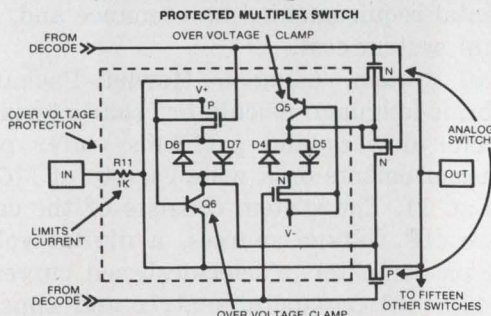 PROTECTED MULTIPLEX SWITCH
FROM
DECODE
OVER VOLTAGE
CLAMP
N
V+
Q5
P
OVER VOLTAGE
PROTECTION
D6
D7
D4
D5
N
ANALOG
SWITCH
R11
IN
1K
N
OUT
Q6
LIMITS
CURRENT
V-
P
FROM
DECODE
OVER VOLTAGE CLAMP
TO FIFTEEN
OTHER SWITCHES